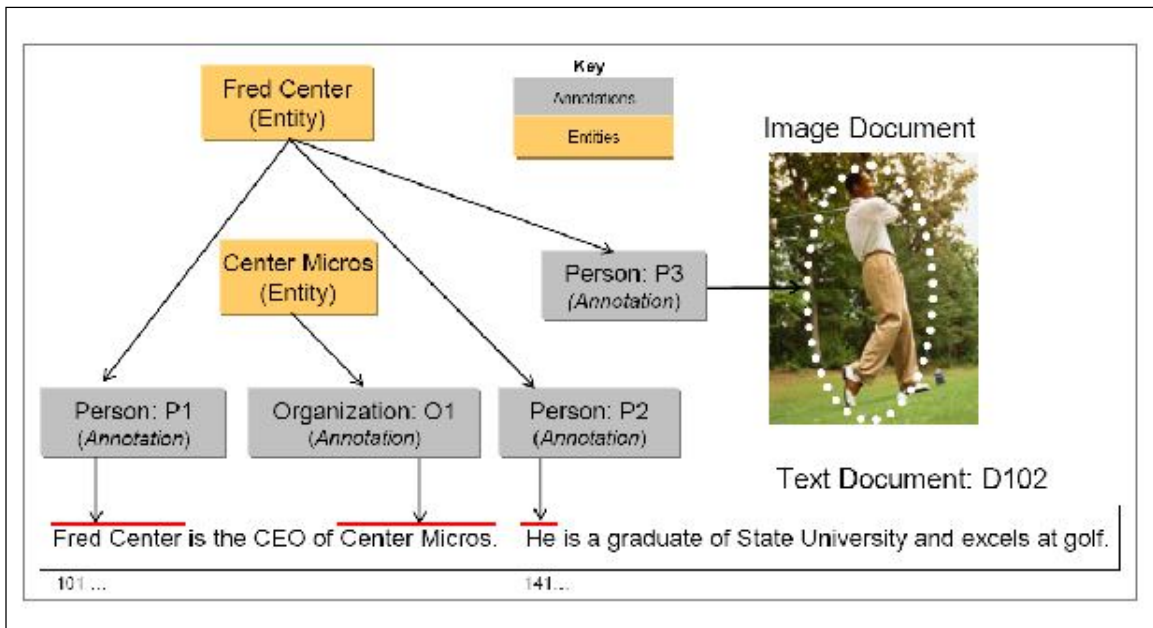 Fred Center
(Entity)
Key
Annotations
Entities
Image Document
Center Micros
(Entity)
Person: P3
(Annotation)
Person: P1
(Annotation)
Organization: O1
(Annotation)
Person: P2
(Annotation)
Text Document: D102
Fred Center is the CEO of Center Micros. He is a graduate of State University and excels at golf.
101 ... 141...